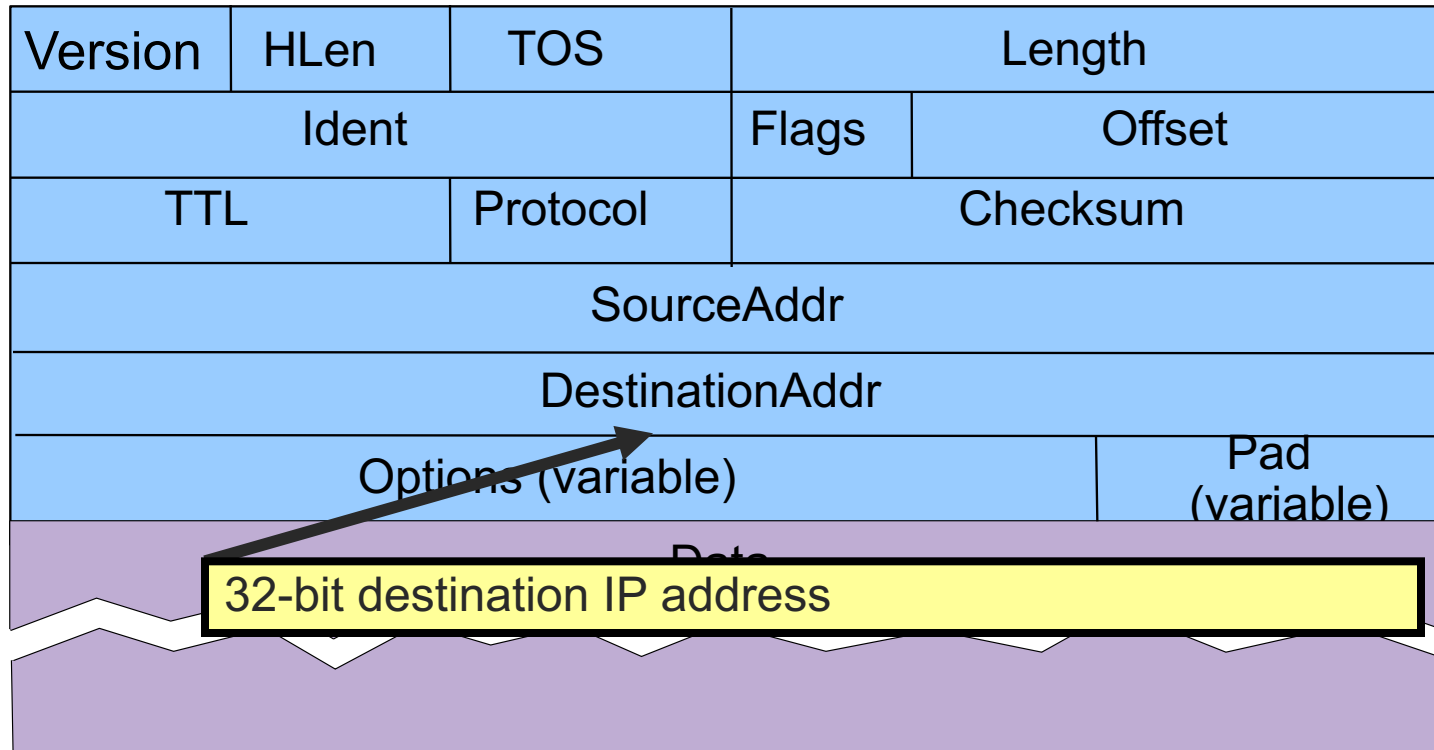 Version HLen TOS Length
Ident Flags Offset
TTL Protocol Checksum
SourceAddr
DestinationAddr
Options (variable) Pad
(variable)
Data
32-bit destination IP address